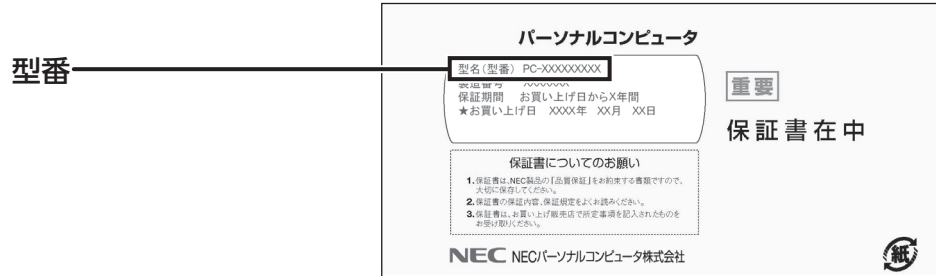 型番
パーソナルコンピュータ
型名(型番) PC-XXXXXXXXX
製造番号 XXXXXXX
保証期間 お買い上げ日からX年間
★お買い上げ日 XXXX年 XX月 XX日
重要
保証書在中
保証書についてのお願い
1.保証書は、NEC製品の「品質保証」をお約束する書類ですので、
大切に保存してください。
2.保証書の保証内容、保証規定をよくお読みください。
3.保証書は、お買い上げ販売店で所定事項を記入されたものを
お受け取りください。
NEC NECパーソナルコンピュータ株式会社
紙